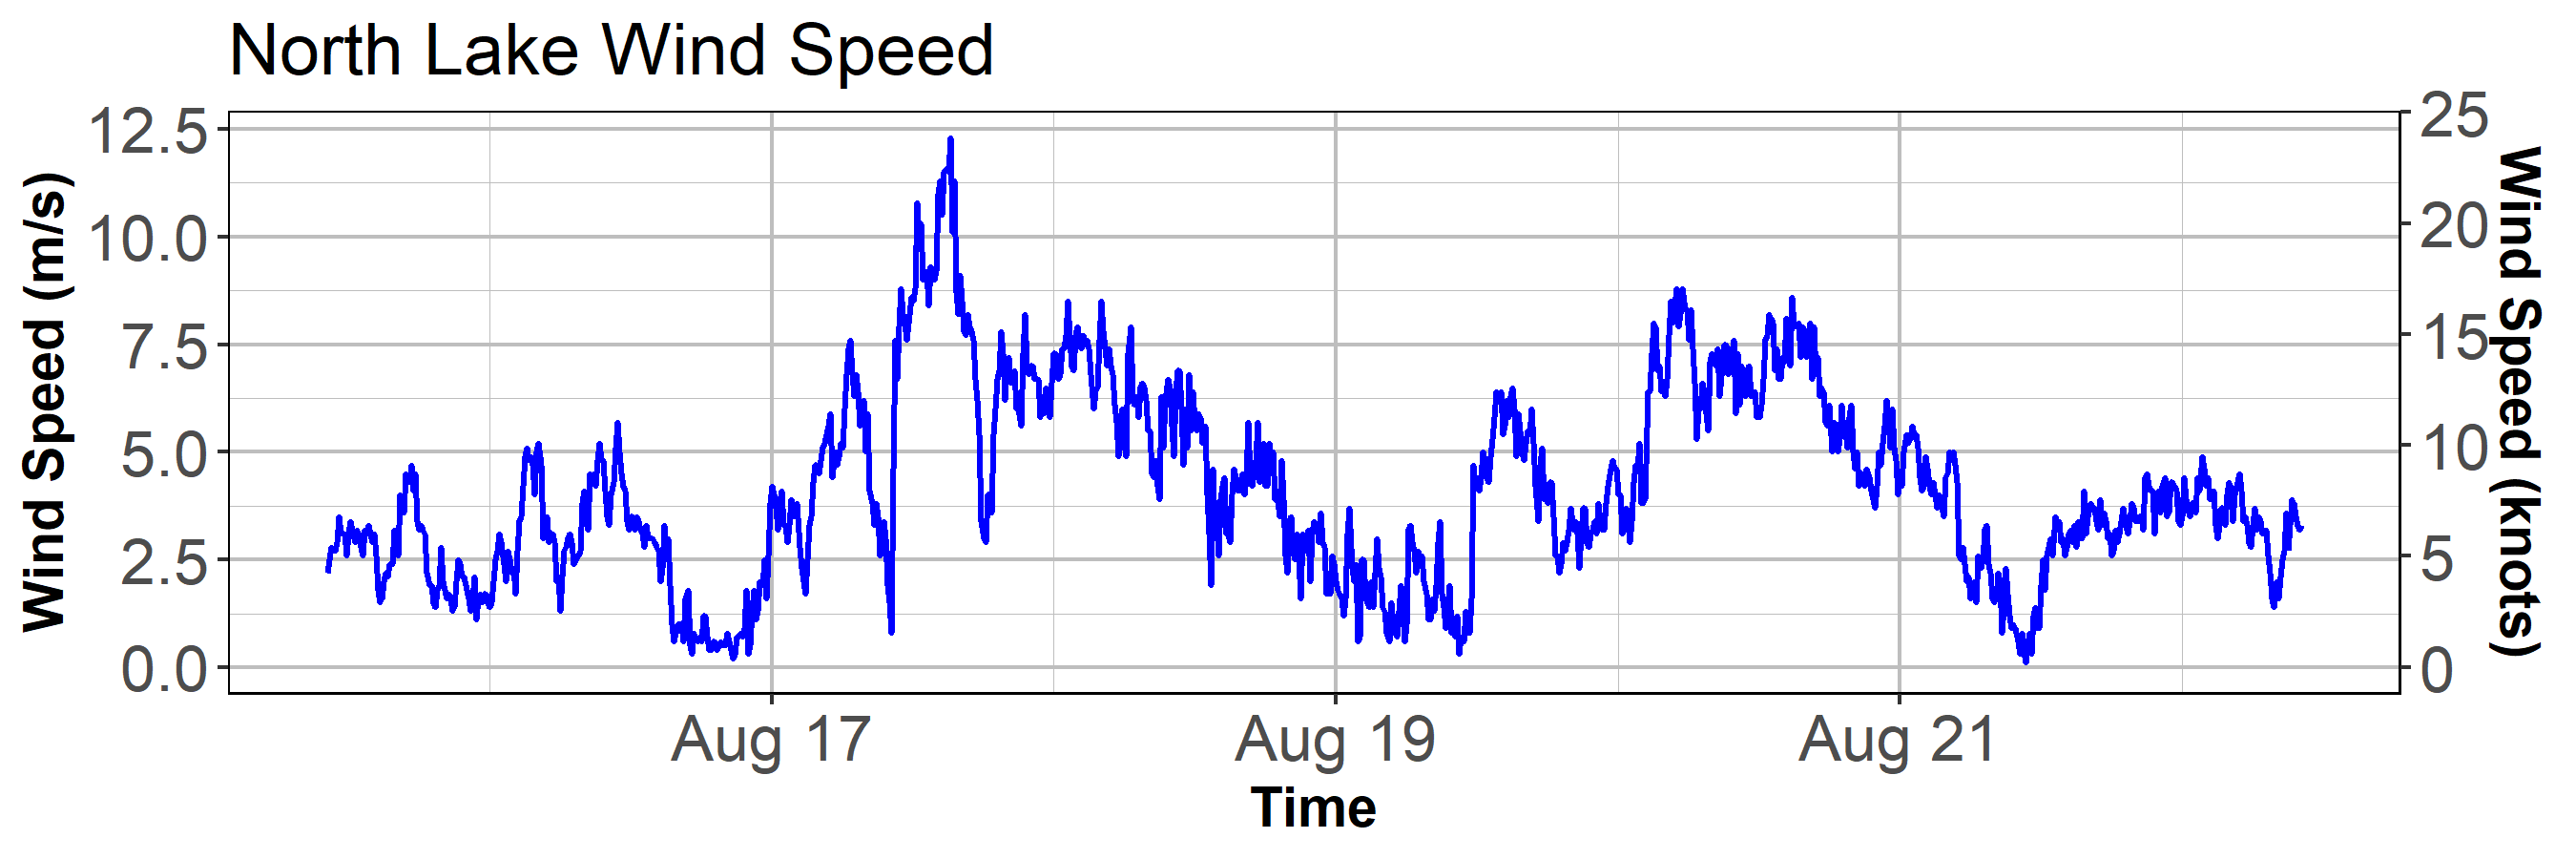 North Lake Wind Speed
Wind Speed (m/s)
12.5
10.0
7.5
5.0
2.5
0.0
25
20
15
10
5
0
Wind Speed (knots)
Aug 17
Aug 19
Aug 21
Time